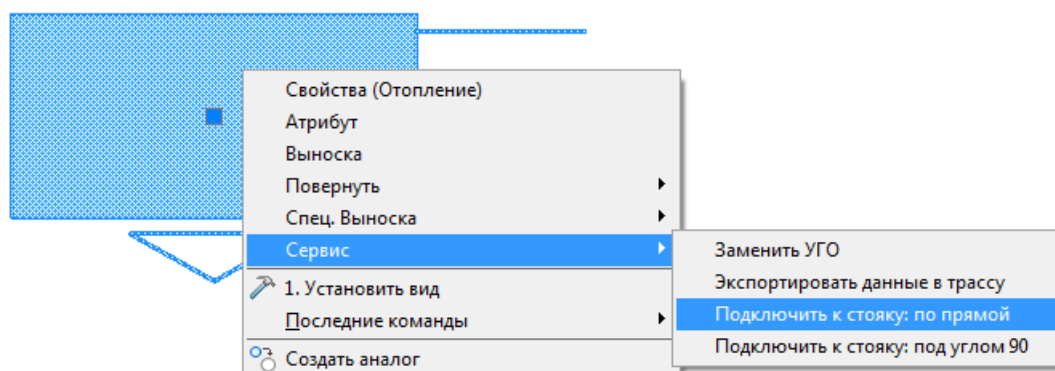 Свойства (Отопление)
Атрибут
Выноска
Повернуть
Спец. Выноска
Сервис
1. Установить вид
Последние команды
Создать аналог
Заменить УГО
Экспортировать данные в трассу
Подключить к стояку: по прямой
Подключить к стояку: под углом 90